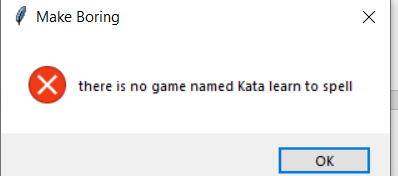 Make Boring
there is no game named Kata learn to spell
OK